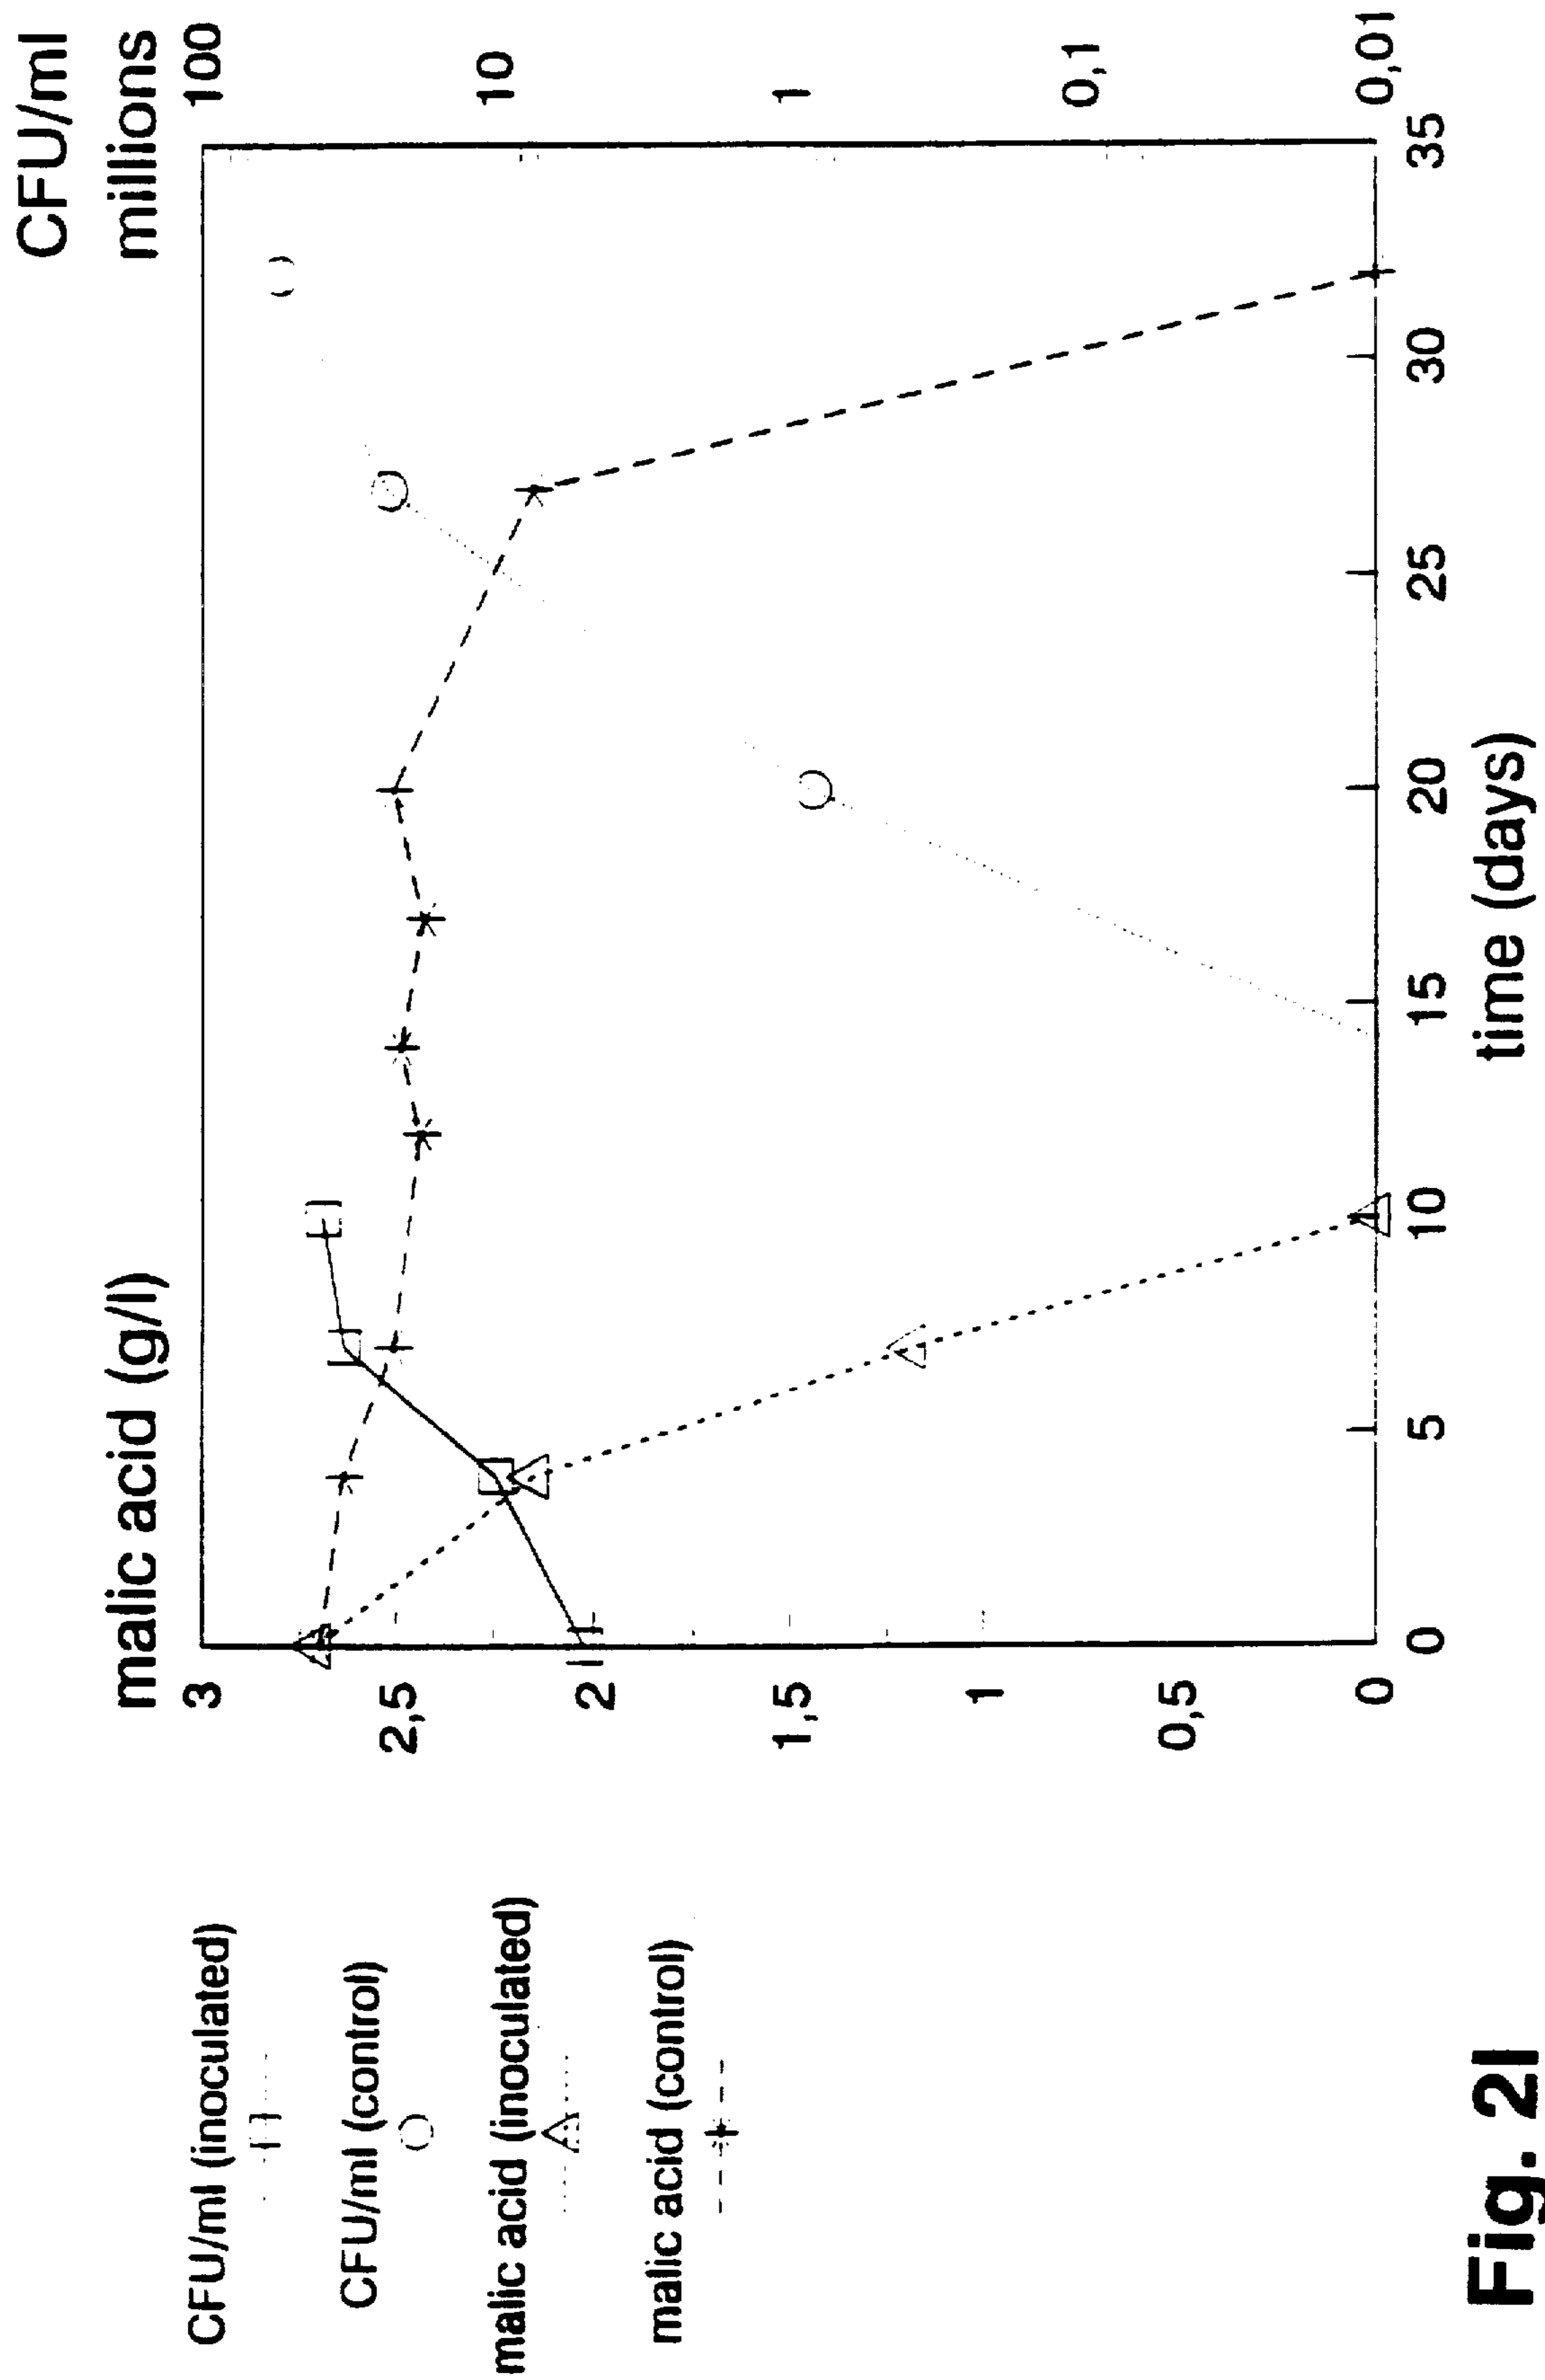 CFU/ml
millions
malic acid (g/l)
3
2,5
2
1,5
1
0,5
0
100
10
1
0,1
0,01
0 5 10 15 20 25 30 35
time (days)
CFU/ml (inoculated)
CFU/ml (control)
malic acid (inoculated)
malic acid (control)
Fig. 2I